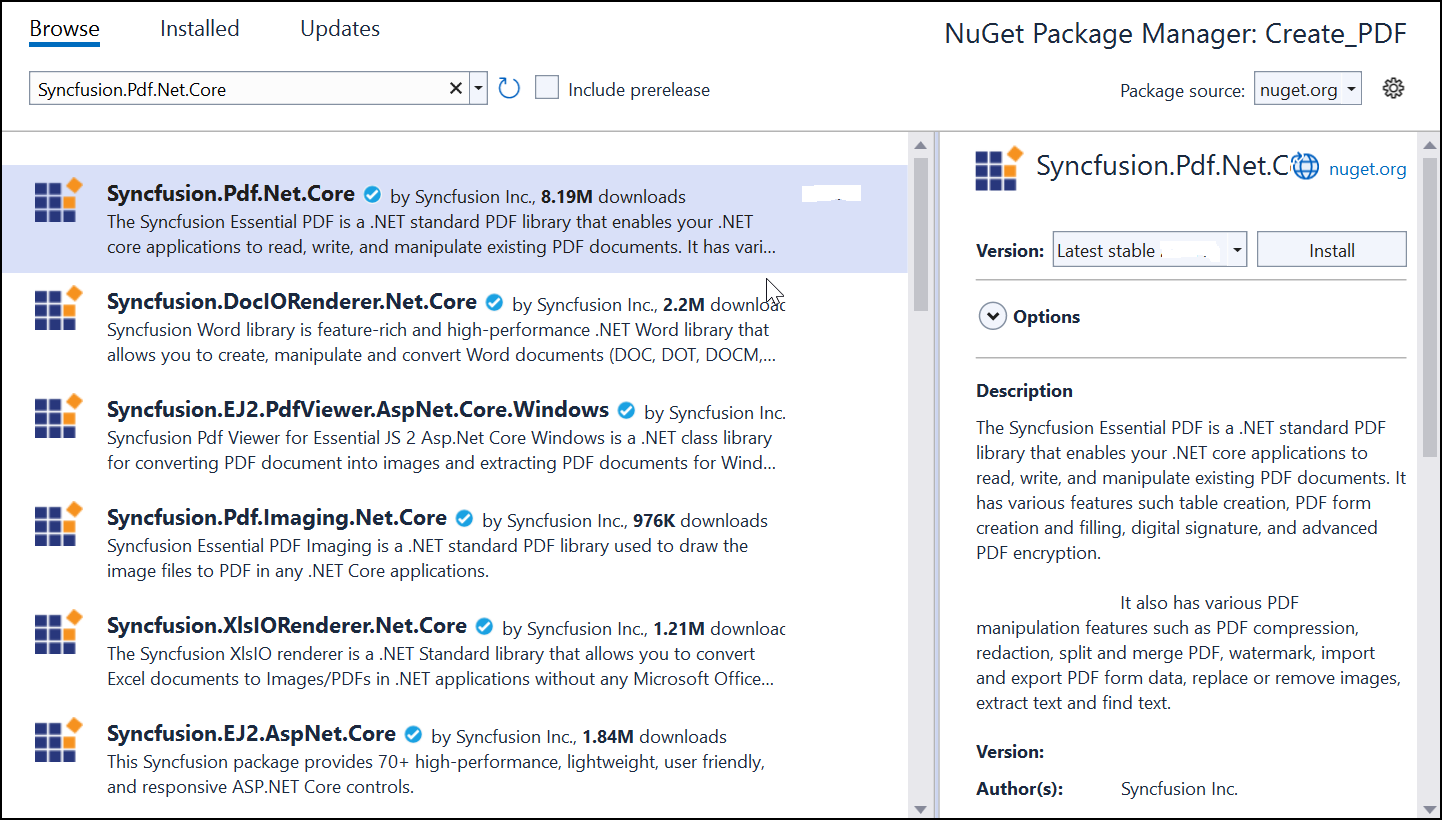 Browse Installed Updates
NuGet Package Manager: Create_PDF
Syncfusion.Pdf.Net.Core
Include prerelease
Package source: nuget.org
Syncfusion.Pdf.Net.Core by Syncfusion Inc., 8.19M downloads
The Syncfusion Essential PDF is a .NET standard PDF library that enables your .NET
core applications to read, write, and manipulate existing PDF documents. It has vari...
Syncfusion.DocIORenderer.Net.Core by Syncfusion Inc., 2.2M downloac
Syncfusion Word library is feature-rich and high-performance .NET Word library that
allows you to create, manipulate and convert Word documents (DOC, DOT, DOCM,...
Syncfusion.EJ2.PdfViewer.AspNet.Core.Windows by Syncfusion Inc.
Syncfusion Pdf Viewer for Essential JS 2 Asp.Net Core Windows is a .NET class library
for converting PDF document into images and extracting PDF documents for Wind...
Syncfusion.Pdf.Imaging.Net.Core by Syncfusion Inc., 976K downloads
Syncfusion Essential PDF Imaging is a .NET standard PDF library used to draw the
image files to PDF in any .NET Core applications.
Syncfusion.XlsIORenderer.Net.Core by Syncfusion Inc., 1.21M downloac
The Syncfusion XlsIO renderer is a .NET Standard library that allows you to convert
Excel documents to Images/PDFs in .NET applications without any Microsoft Office...
Syncfusion.EJ2.AspNet.Core by Syncfusion Inc., 1.84M downloads
This Syncfusion package provides 70+ high-performance, lightweight, user friendly,
and responsive ASP.NET Core controls.
Syncfusion.Pdf.Net.C nuget.org
Version: Latest stable Install
Options
Description
The Syncfusion Essential PDF is a .NET standard PDF
library that enables your .NET core applications to
read, write, and manipulate existing PDF documents. It
has various features such table creation, PDF form
creation and filling, digital signature, and advanced
PDF encryption.
It also has various PDF
manipulation features such as PDF compression,
redaction, split and merge PDF, watermark, import
and export PDF form data, replace or remove images,
extract text and find text.
Version:
Author(s): Syncfusion Inc.